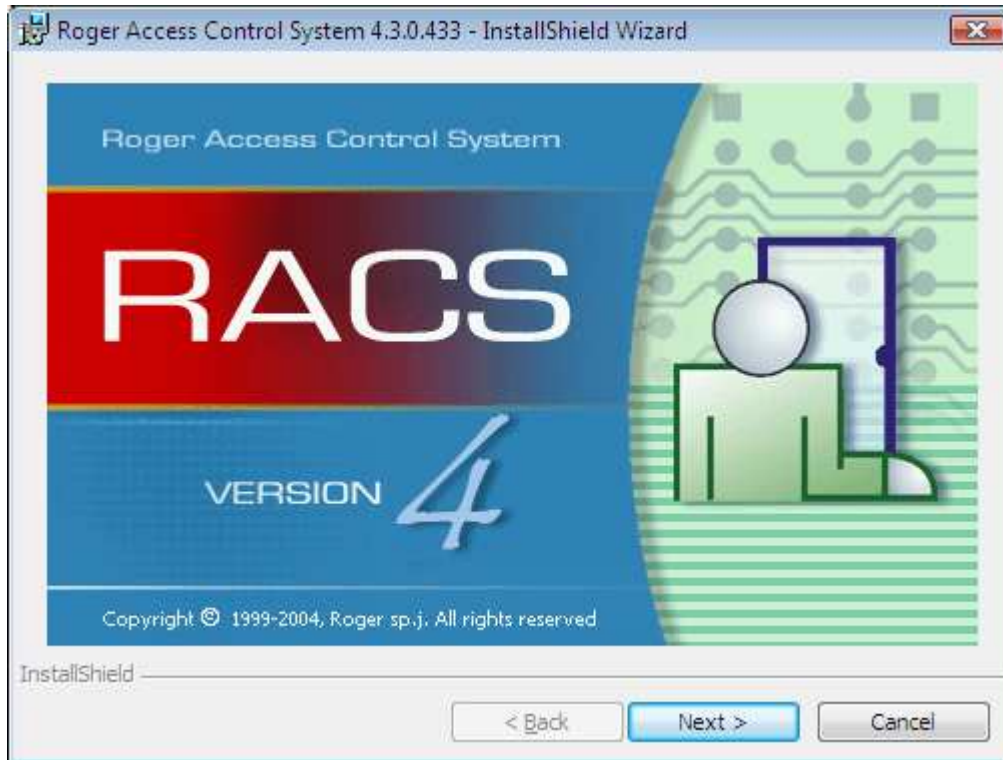 Roger Access Control System 4.3.0.433 - InstallShield Wizard
Roger Access Control System
RACS
VERSION 4
Copyright © 1999-2004, Roger sp.j. All rights reserved
InstallShield
< Back Next > Cancel